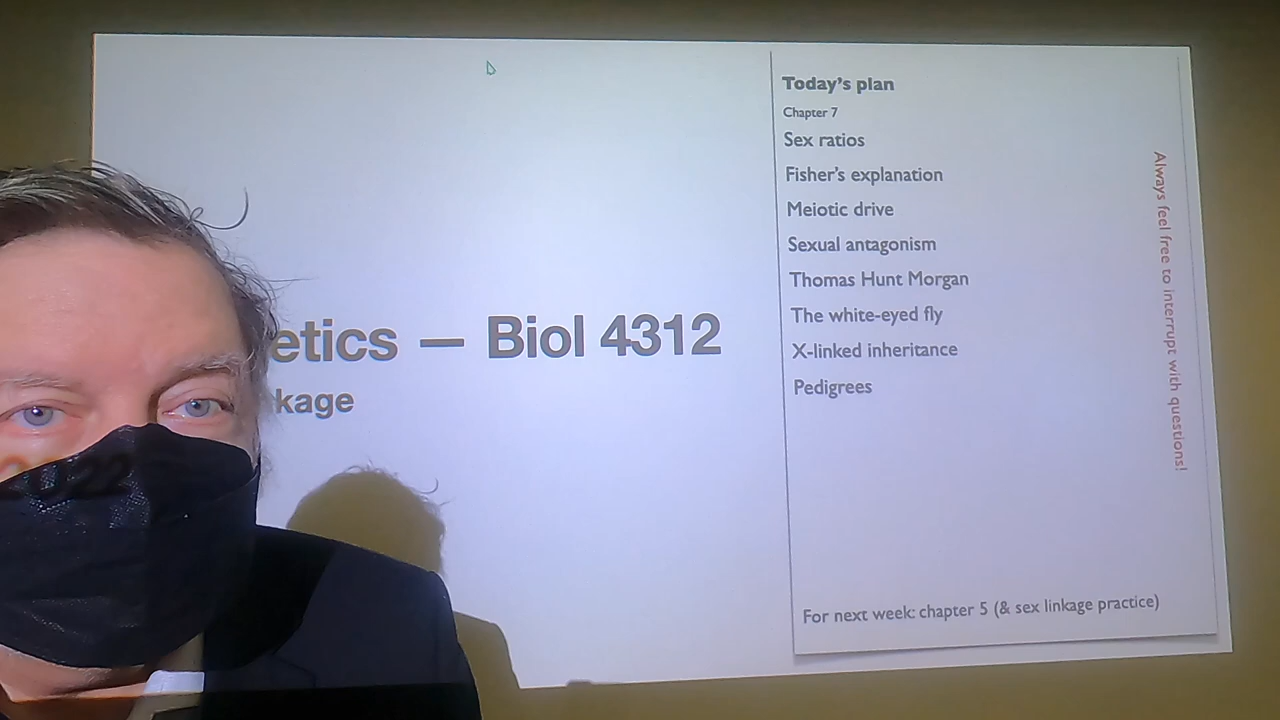 etics — Biol 4312
kage
2022
Today's plan
Chapter 7
Sex ratios
Fisher's explanation
Meiotic drive
Sexual antagonism
Thomas Hunt Morgan
The white-eyed fly
X-linked inheritance
Pedigrees
For next week: chapter 5 (& sex linkage practice)
Always feel free to interrupt with questions!